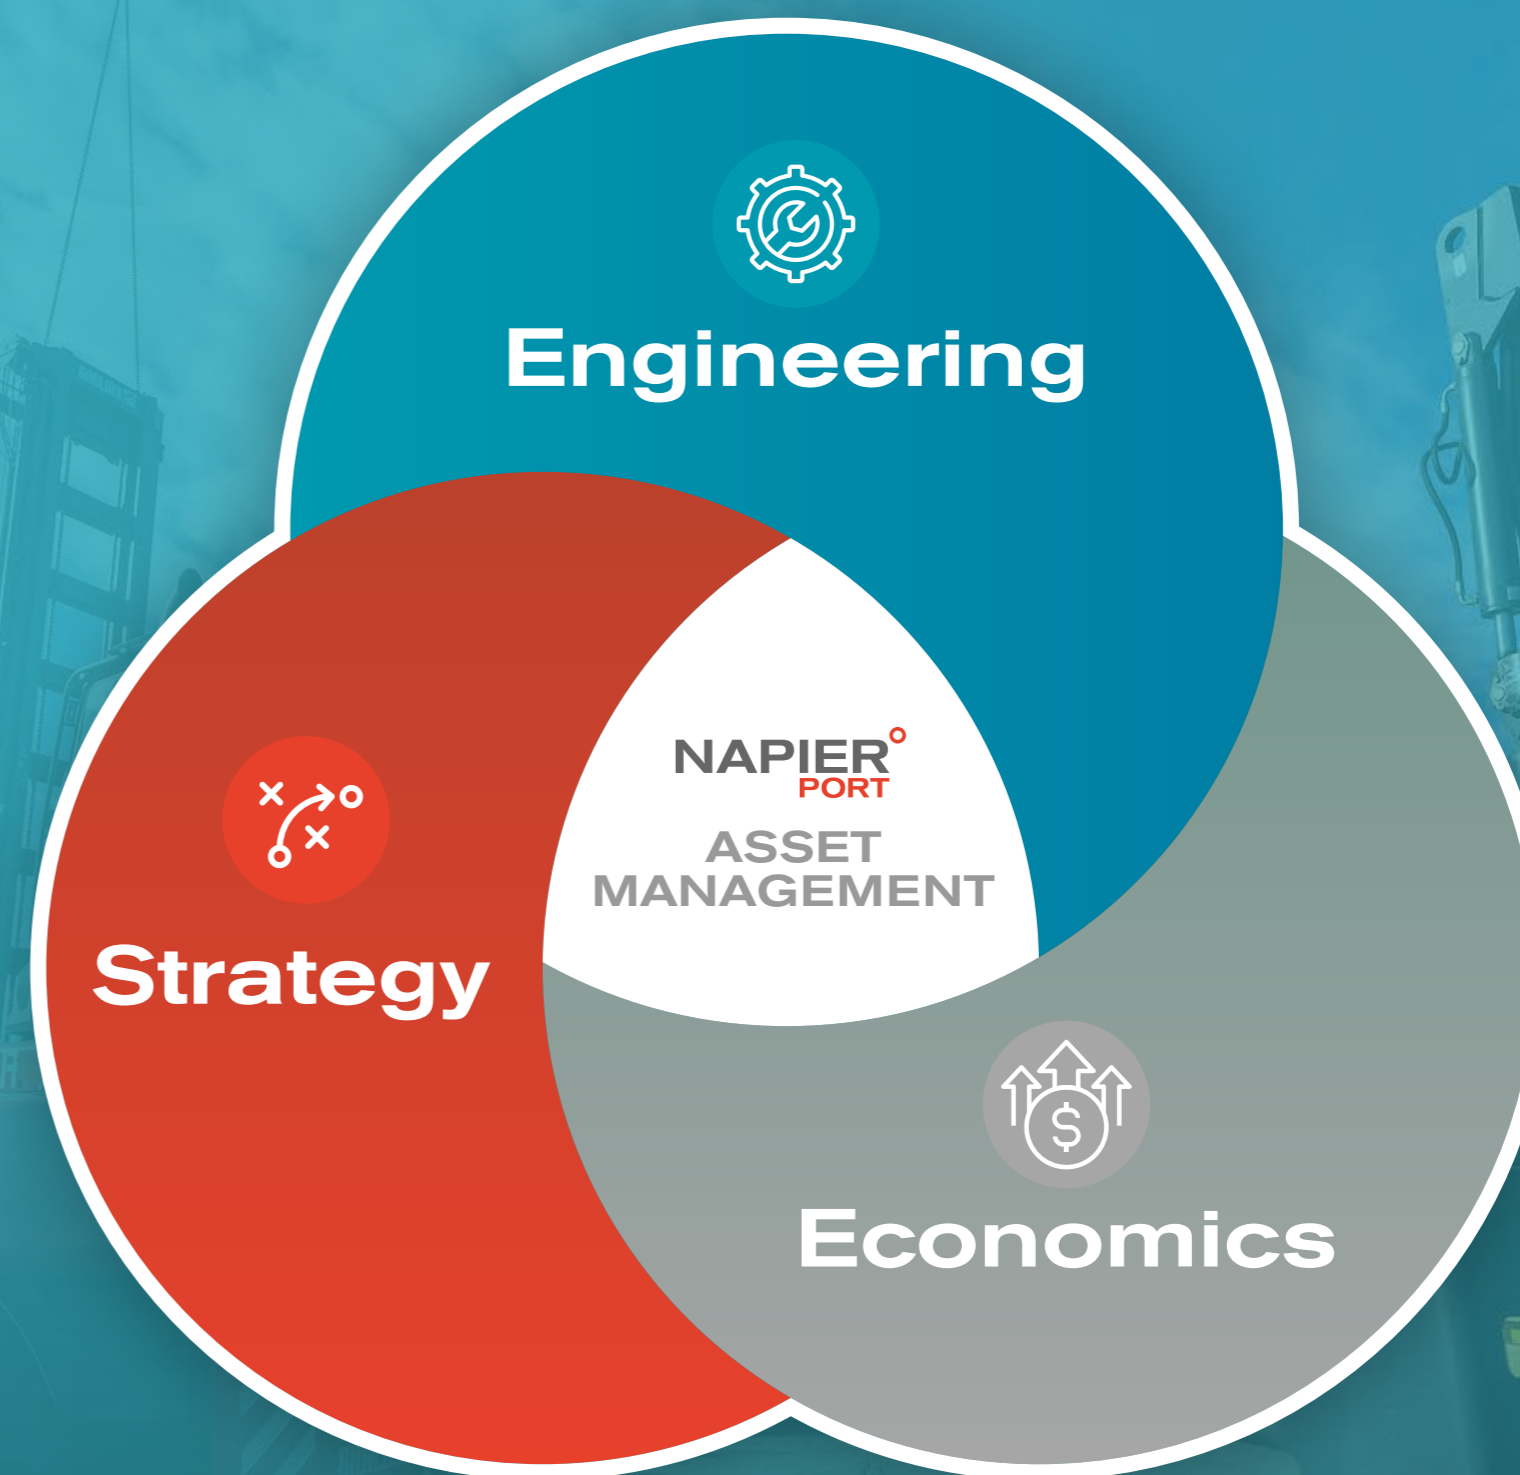 Engineering
NAPIER
PORT
ASSET
MANAGEMENT
Strategy
$
Economics